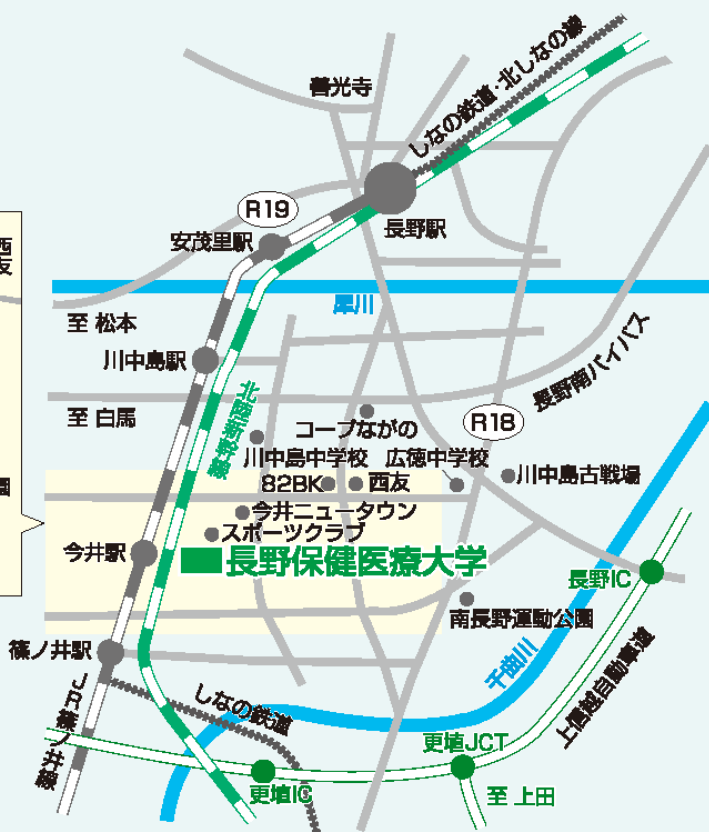 善光寺
しなの鉄道・北しなの線
R19
長野駅
安茂里駅
西友
犀川
至 松本
川中島駅
長野南バイパス
至 白馬
北陸新幹線
コープながの
R18
川中島中学校
広徳中学校
川中島古戦場
82BK
西友
園
今井ニュータウン
スポーツクラブ
今井駅
長野保健医療大学
長野IC
南長野運動公園
篠ノ井駅
千曲川
JR篠ノ井線
しなの鉄道
上信越自動車道
更埴JCT
更埴IC
至 上田